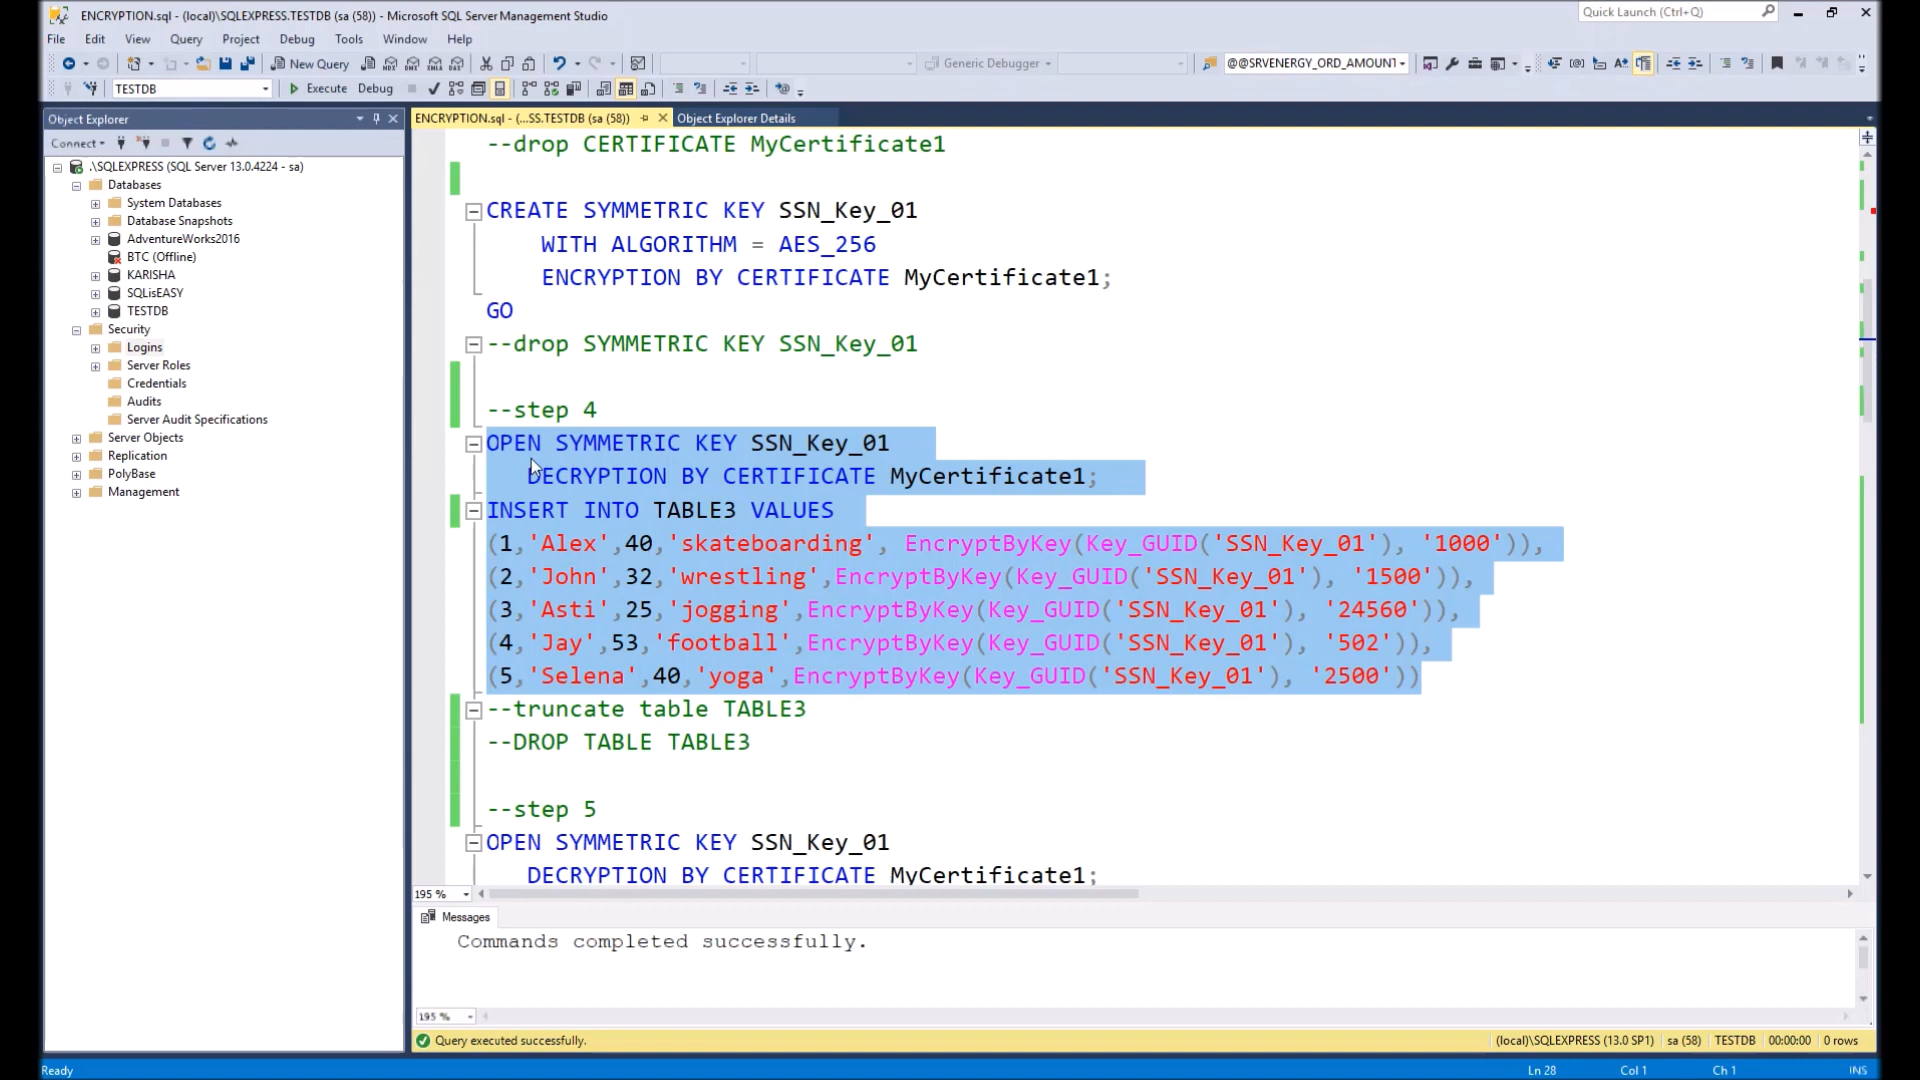 ENCRYPTION.sql - (local)\SQLEXPRESS.TESTDB (sa (58)) - Microsoft SQL Server Management Studio
Quick Launch (Ctrl+Q)
File Edit View Query Project Debug Tools Window Help
New Query Generic Debugger @@SRVENERGY_ORD_AMOUNT
TESTDB Execute Debug
Object Explorer
Connect
.\SQLEXPRESS (SQL Server 13.0.4224 - sa)
Databases
System Databases
Database Snapshots
AdventureWorks2016
BTC (Offline)
KARISHA
SQLisEASY
TESTDB
Security
Logins
Server Roles
Credentials
Audits
Server Audit Specifications
Server Objects
Replication
PolyBase
Management
ENCRYPTION.sql - (...SS.TESTDB (sa (58)) Object Explorer Details
--drop CERTIFICATE MyCertificate1
CREATE SYMMETRIC KEY SSN_Key_01
WITH ALGORITHM = AES_256
ENCRYPTION BY CERTIFICATE MyCertificate1;
GO
--drop SYMMETRIC KEY SSN_Key_01
--step 4
OPEN SYMMETRIC KEY SSN_Key_01
DECRYPTION BY CERTIFICATE MyCertificate1;
INSERT INTO TABLE3 VALUES
(1,'Alex',40,'skateboarding', EncryptByKey(Key_GUID('SSN_Key_01'), '1000')),
(2,'John',32,'wrestling',EncryptByKey(Key_GUID('SSN_Key_01'), '1500')),
(3,'Asti',25,'jogging',EncryptByKey(Key_GUID('SSN_Key_01'), '24560')),
(4,'Jay',53,'football',EncryptByKey(Key_GUID('SSN_Key_01'), '502')),
(5,'Selena',40,'yoga',EncryptByKey(Key_GUID('SSN_Key_01'), '2500'))
--truncate table TABLE3
--DROP TABLE TABLE3
--step 5
OPEN SYMMETRIC KEY SSN_Key_01
DECRYPTION BY CERTIFICATE MyCertificate1;
195 %
Messages
Commands completed successfully.
195 %
Query executed successfully. (local)\SQLEXPRESS (13.0 SP1) sa (58) TESTDB 00:00:00 0 rows
Ready Ln 28 Col 1 Ch 1 INS